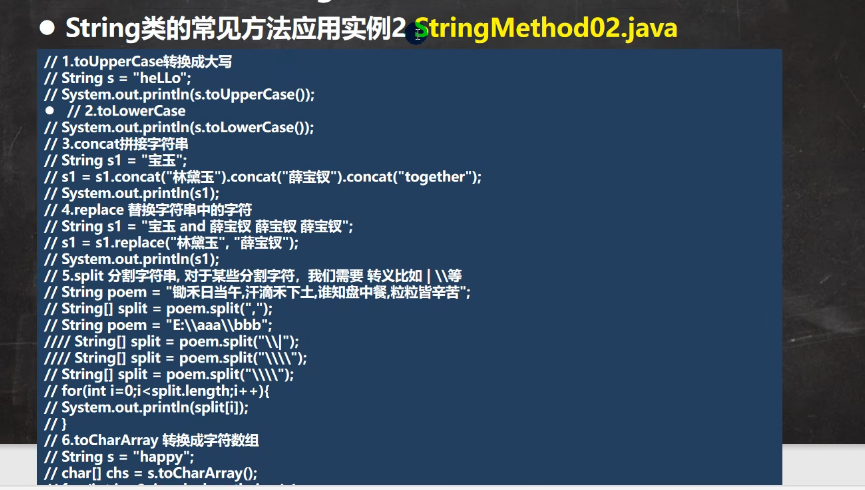 ● String类的常见方法应用实例2 StringMethod02.java
// 1.toUpperCase转换成大写
// String s = "heLLo";
// System.out.println(s.toUpperCase());
● // 2.toLowerCase
// System.out.println(s.toLowerCase());
// 3.concat拼接字符串
// String s1 = "宝玉";
// s1 = s1.concat("林黛玉").concat("薛宝钗").concat("together");
// System.out.println(s1);
// 4.replace 替换字符串中的字符
// String s1 = "宝玉 and 薛宝钗 薛宝钗 薛宝钗";
// s1 = s1.replace("林黛玉", "薛宝钗");
// System.out.println(s1);
// 5.split 分割字符串, 对于某些分割字符，我们需要 转义比如 | \\等
// String poem = "锄禾日当午,汗滴禾下土,谁知盘中餐,粒粒皆辛苦";
// String[] split = poem.split(",");
// String poem = "E:\\aaa\\bbb";
//// String[] split = poem.split("\\|");
//// String[] split = poem.split("\\\\");
// String[] split = poem.split("\\\\");
// for(int i=0;i<split.length;i++){
// System.out.println(split[i]);
// }
// 6.toCharArray 转换成字符数组
// String s = "happy";
// char[] chs = s.toCharArray();